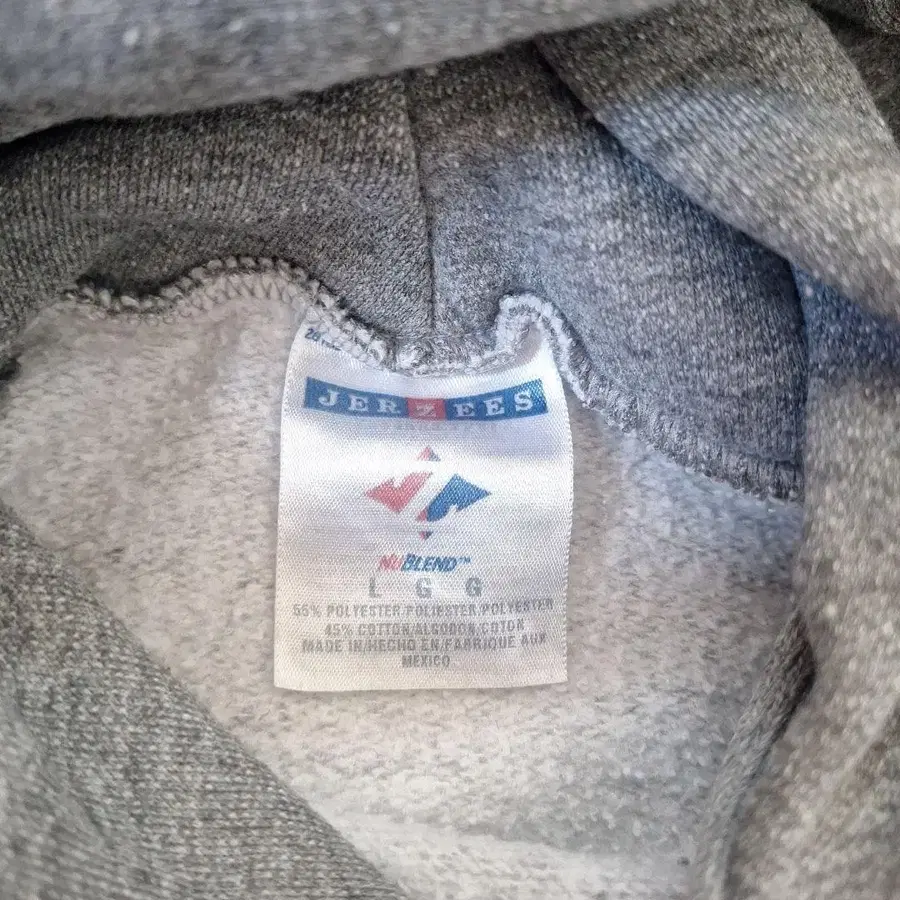 JERZEES
NUBLEND™
L G G
55% POLYESTER/POLIESTER/POLYESTER
45% COTTON/ALGODON/COTON
MADE IN/HECHO EN/FABRIQUE AUX
MEXICO